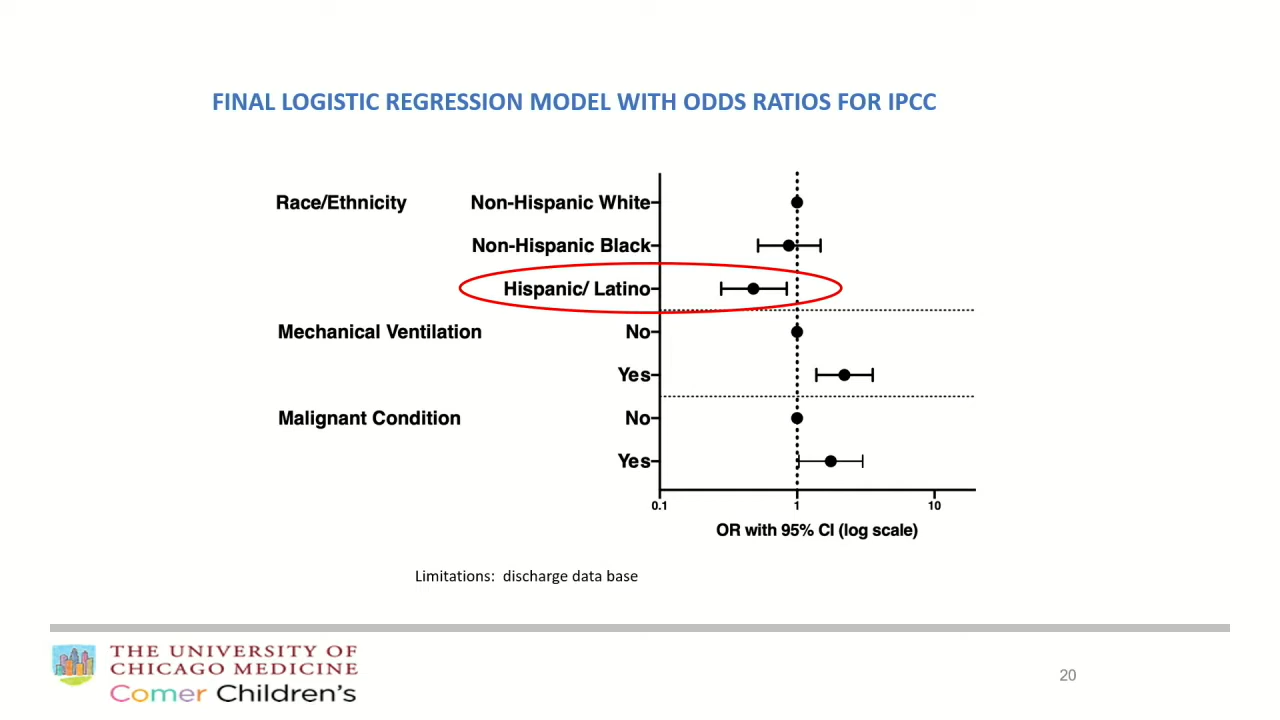 FINAL LOGISTIC REGRESSION MODEL WITH ODDS RATIOS FOR IPCC
Race/Ethnicity Non-Hispanic White
Non-Hispanic Black
Hispanic/ Latino
Mechanical Ventilation No
Yes
Malignant Condition No
Yes
0.1 1 10
OR with 95% CI (log scale)
Limitations: discharge data base
THE UNIVERSITY OF
CHICAGO MEDICINE
Comer Children's
20